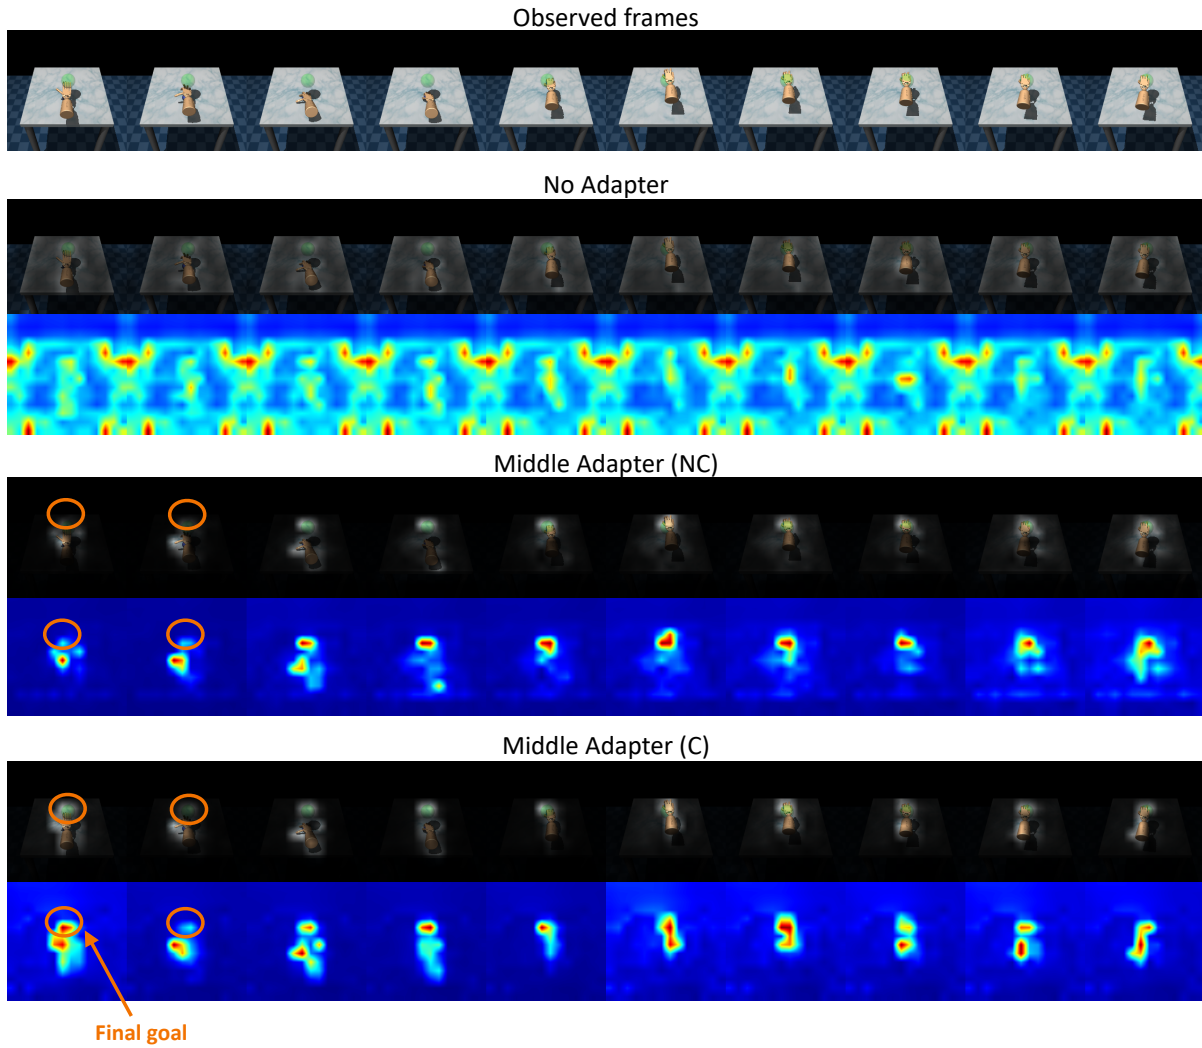 Observed frames
No Adapter
Middle Adapter (NC)
Middle Adapter (C)
Final goal